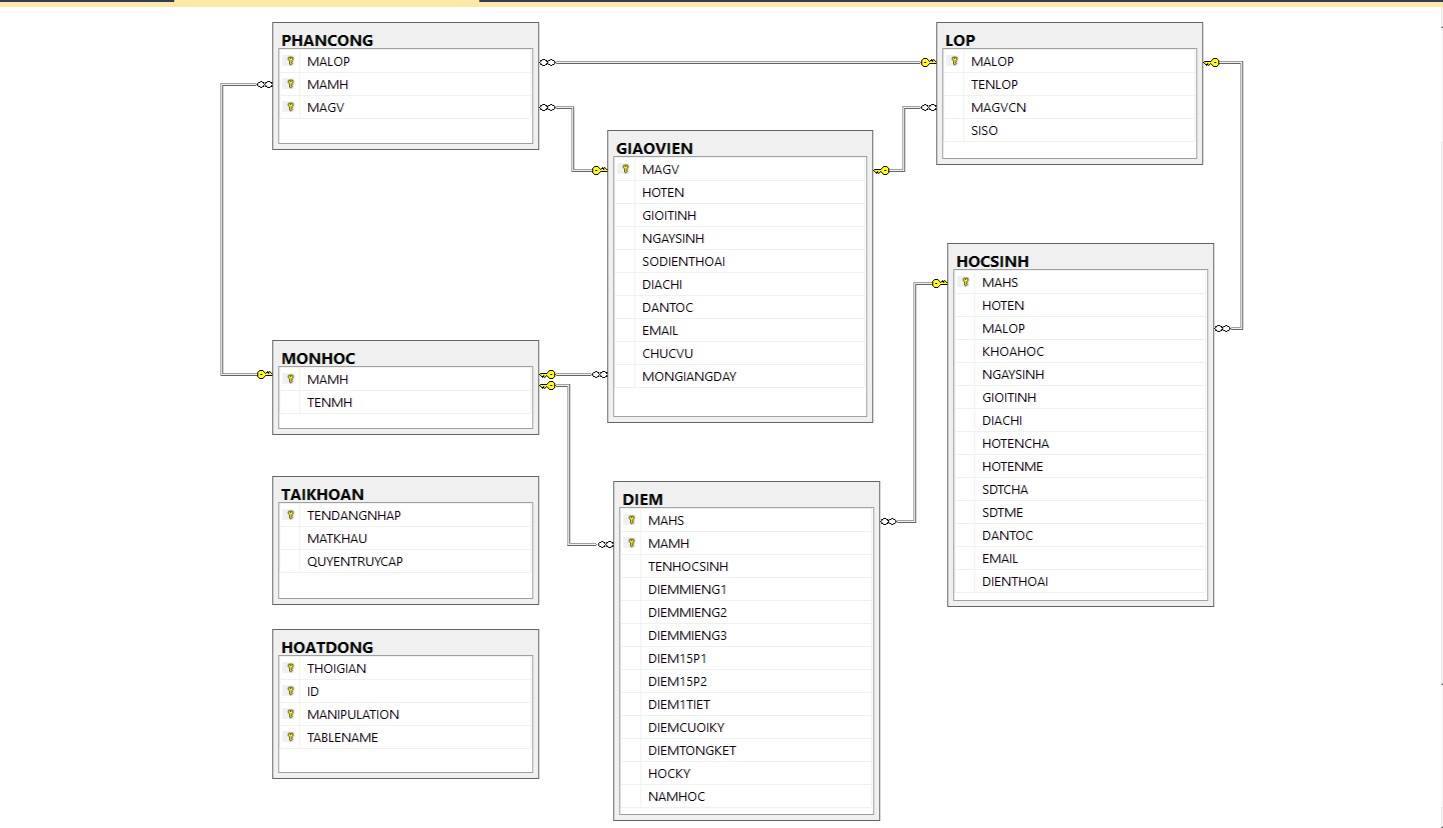 PHANCONG
MALOP
MAMH
MAGV
LOP
MALOP
TENLOP
MAGVCN
SISO
GIAOVIEN
MAGV
HOTEN
GIOITINH
NGAYSINH
SODIENTHOAI
DIACHI
DANTOC
EMAIL
CHUCVU
MONGIANGDAY
HOCSINH
MAHS
HOTEN
MALOP
KHOAHOC
NGAYSINH
GIOITINH
DIACHI
HOTENCHA
HOTENME
SDTCHA
SDTME
DANTOC
EMAIL
DIENTHOAI
MONHOC
MAMH
TENMH
TAIKHOAN
TENDANGNHAP
MATKHAU
QUYENTRUYCAP
DIEM
MAHS
MAMH
TENHOCSINH
DIEMMIENG1
DIEMMIENG2
DIEMMIENG3
DIEM15P1
DIEM15P2
DIEM1TIET
DIEMCUOIKY
DIEMTONGKET
HOCKY
NAMHOC
HOATDONG
THOIGIAN
ID
MANIPULATION
TABLENAME